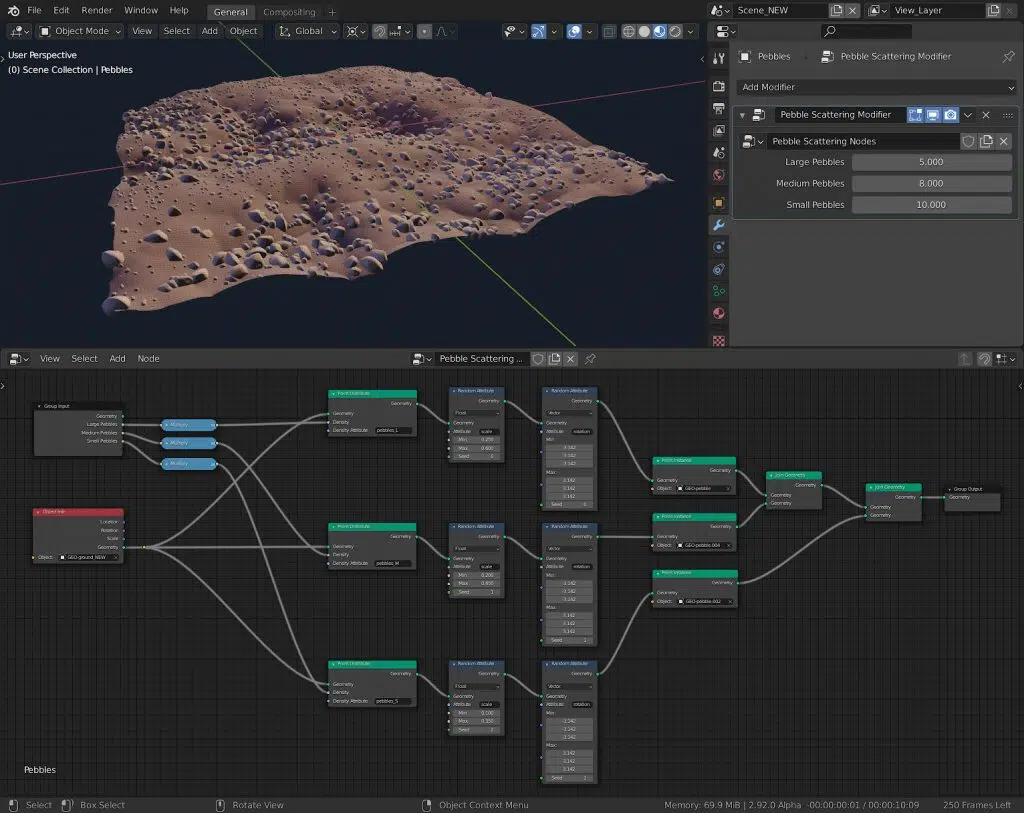 File Edit Render Window Help General Compositing + Scene_NEW View_Layer
Object Mode View Select Add Object Global
User Perspective
(0) Scene Collection | Pebbles
Pebbles Pebble Scattering Modifier
Add Modifier
Pebble Scattering Modifier
Pebble Scattering Nodes
Large Pebbles 5.000
Medium Pebbles 8.000
Small Pebbles 10.000
View Select Add Node Pebble Scattering ...
Group Input
Geometry
Large Pebbles
Medium Pebbles
Small Pebbles
Multiply
Multiply
Multiply
Object Info
Location
Rotation
Scale
Geometry
Object: GEO-ground_NEW
Point Distribute
Geometry
Geometry
Density
Density Attribute pebbles_L
Random Attribute
Geometry
Float
Geometry
Attribute scale
Min 0.250
Max 0.600
Seed 0
Random Attribute
Geometry
Vector
Geometry
Attribute rotation
Min:
-3.142
-3.142
-3.142
Max:
3.142
3.142
3.142
Seed 0
Point Distribute
Geometry
Geometry
Density
Density Attribute pebbles_M
Random Attribute
Geometry
Float
Geometry
Attribute scale
Min 0.200
Max
Seed 1
Random Attribute
Geometry
Vector
Geometry
Attribute rotation
Min:
-3.142
-3.142
-3.142
Max:
3.142
3.142
3.142
Seed 1
Point Distribute
Geometry
Geometry
Density
Density Attribute pebbles_S
Random Attribute
Geometry
Float
Geometry
Attribute scale
Min 0.100
Max 0.350
Seed 2
Random Attribute
Geometry
Vector
Geometry
Attribute rotation
Min:
-3.142
-3.142
-3.142
Max:
3.142
3.142
3.142
Seed 2
Point Instance
Geometry
Geometry
Object: GEO-pebble
Point Instance
Geometry
Geometry
Object: GEO-pebble.004
Point Instance
Geometry
Geometry
Object: GEO-pebble.002
Join Geometry
Geometry
Geometry
Geometry
Join Geometry
Geometry
Geometry
Geometry
Group Output
Geometry
Pebbles
Select Box Select Rotate View Object Context Menu Memory: 69.9 MiB | 2.92.0 Alpha -00:00:00:01 / 00:00:10:09 250 Frames Left